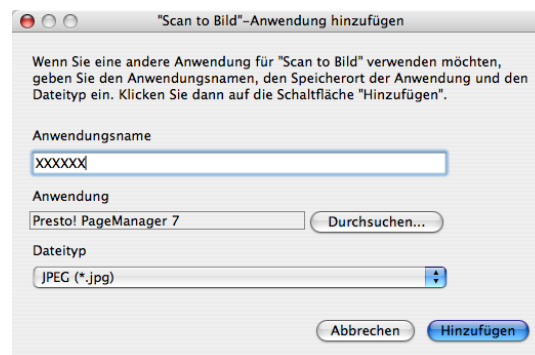 "Scan to Bild"-Anwendung hinzufügen
Wenn Sie eine andere Anwendung für "Scan to Bild" verwenden möchten,
geben Sie den Anwendungsnamen, den Speicherort der Anwendung und den
Dateityp ein. Klicken Sie dann auf die Schaltfläche "Hinzufügen".
Anwendungsname
XXXXXX
Anwendung
Presto! PageManager 7 Durchsuchen...
Dateityp
JPEG (*.jpg)
Abbrechen Hinzufügen